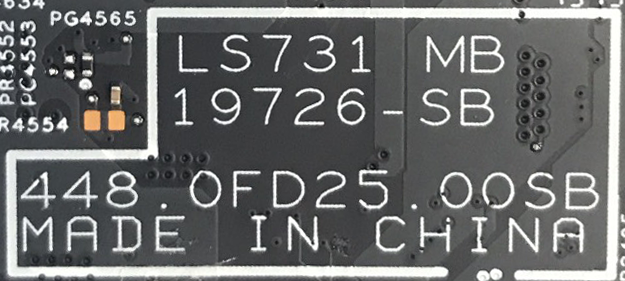 PG4565
PR3552
PC4553
R4554
LS731 MB
19726-SB
448.0FD25.00SB
MADE IN CHINA